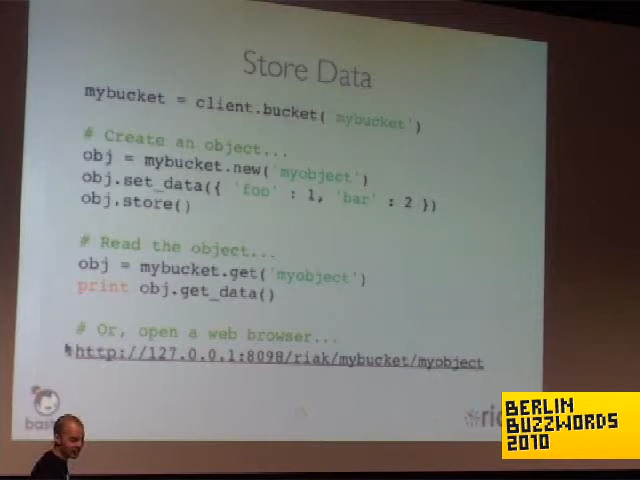 Store Data
mybucket = client.bucket( mybucket')
# Create an object...
obj = mybucket.new('myobject')
obj.set_data({ 'foo' : 1, 'bar' : 2 })
obj.store()
# Read the object...
obj = mybucket.get('myobject')
print obj.get_data()
# Or, open a web browser...
http://127.0.0.1:8098/riak/mybucket/myobject
BERLIN
BUZZWORDS
2010